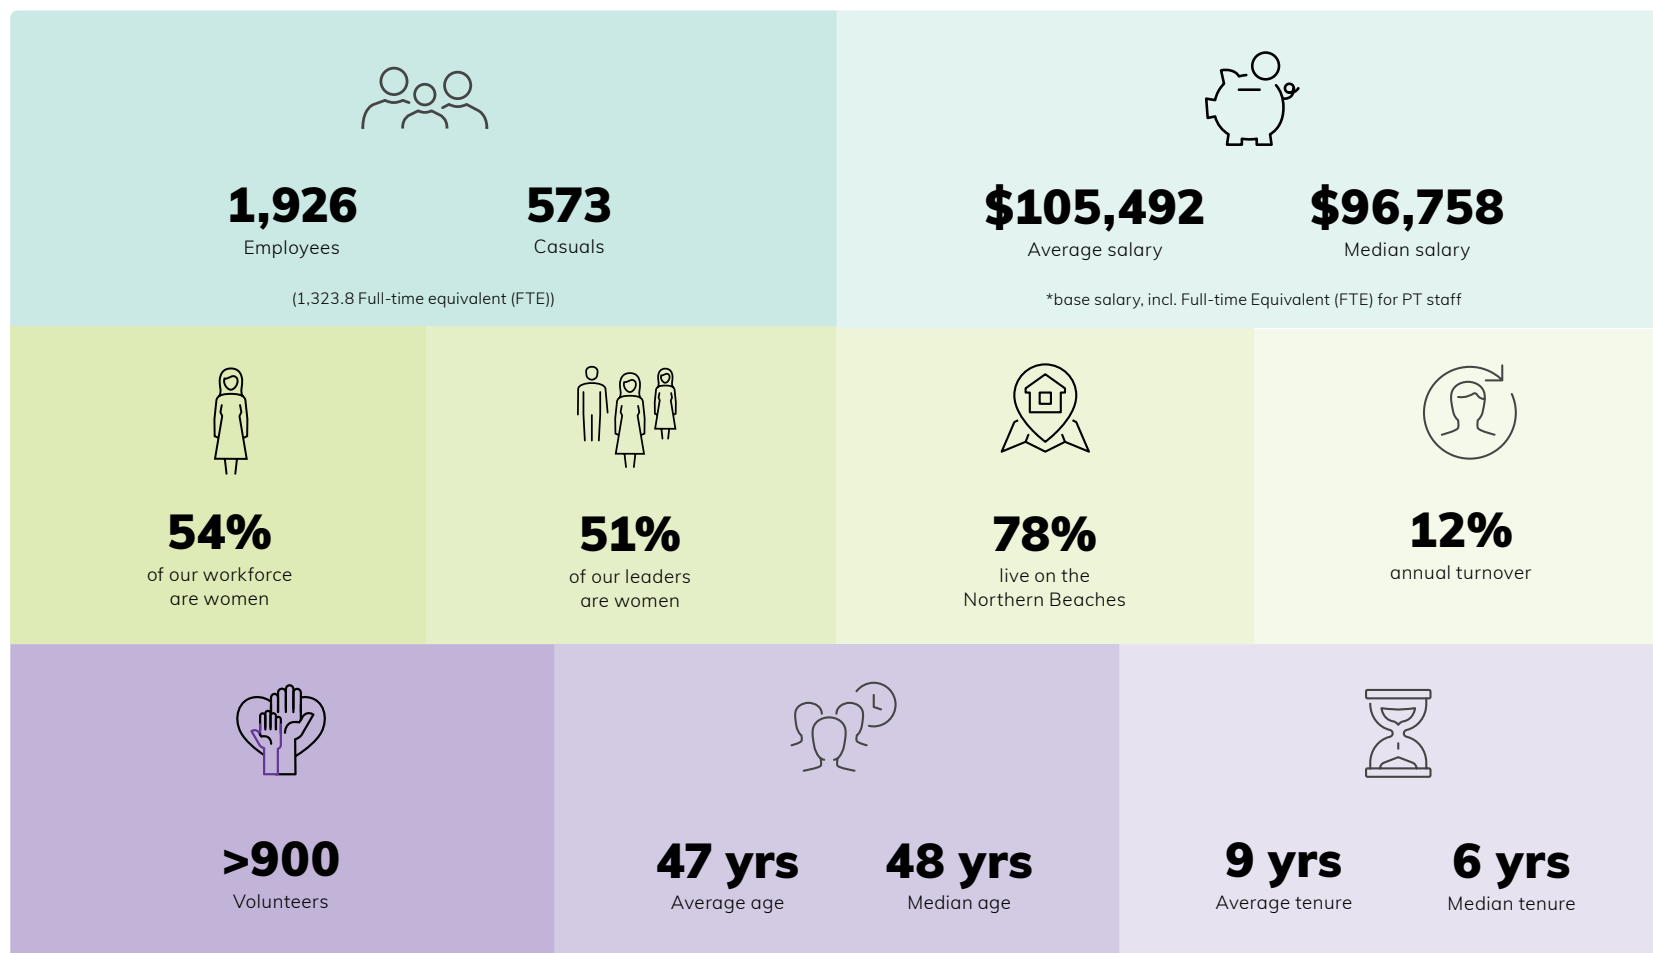 1,926
Employees
573
Casuals
(1,323.8 Full-time equivalent (FTE))
$105,492
Average salary
$96,758
Median salary
*base salary, incl. Full-time Equivalent (FTE) for PT staff
54%
of our workforce
are women
51%
of our leaders
are women
78%
live on the
Northern Beaches
12%
annual turnover
>900
Volunteers
47 yrs
Average age
48 yrs
Median age
9 yrs
Average tenure
6 yrs
Median tenure